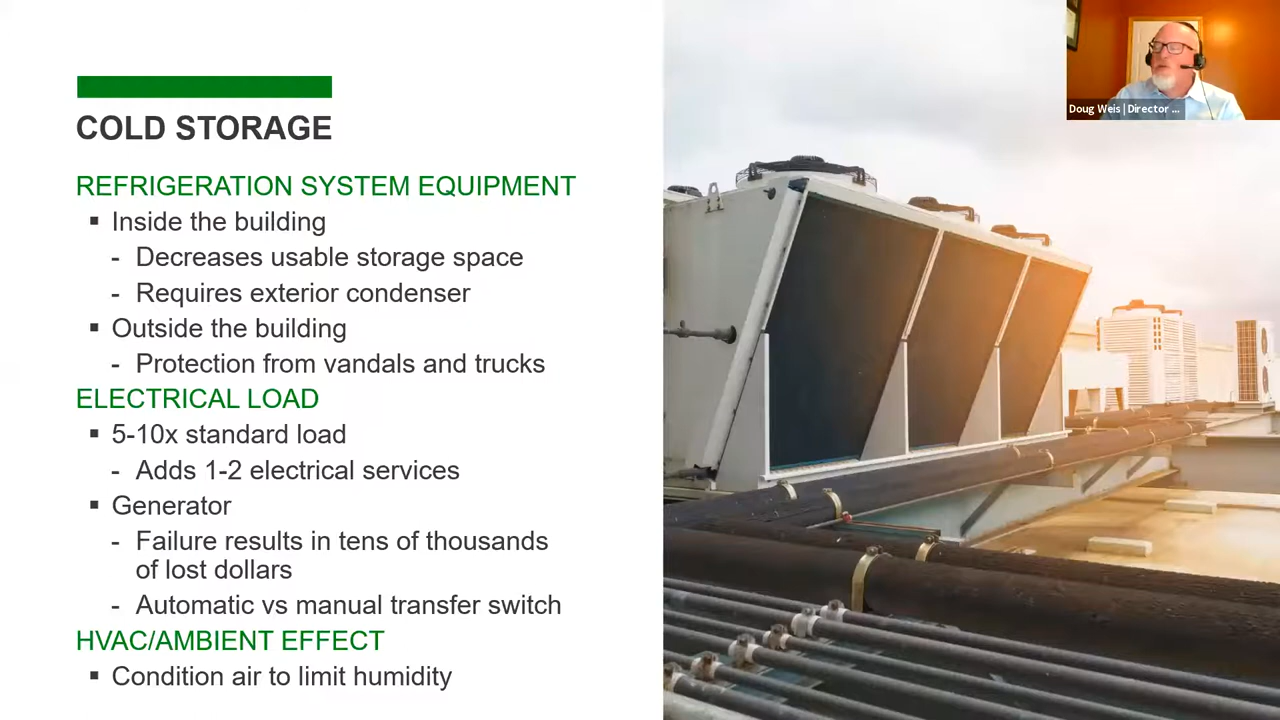 COLD STORAGE
REFRIGERATION SYSTEM EQUIPMENT
▪ Inside the building
- Decreases usable storage space
- Requires exterior condenser
▪ Outside the building
- Protection from vandals and trucks
ELECTRICAL LOAD
▪ 5-10x standard load
- Adds 1-2 electrical services
▪ Generator
- Failure results in tens of thousands
of lost dollars
- Automatic vs manual transfer switch
HVAC/AMBIENT EFFECT
▪ Condition air to limit humidity
Doug Weis | Director ...